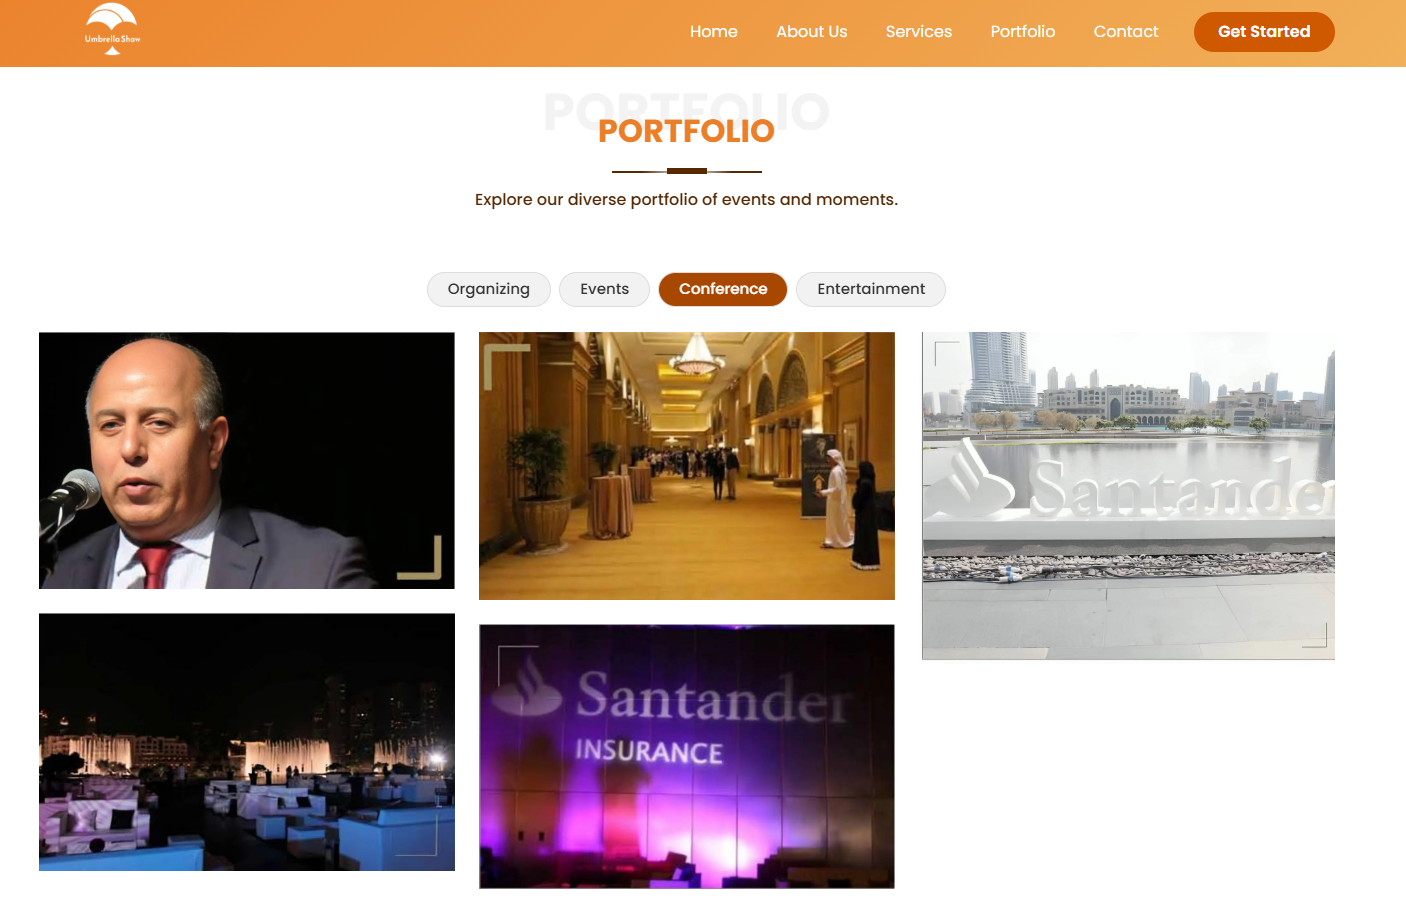 Umbrella Show
Home
About Us
Services
Portfolio
Contact
Get Started
PORTFOLIO
PORTFOLIO
Explore our diverse portfolio of events and moments.
Organizing
Events
Conference
Entertainment
Santander
Santander
INSURANCE